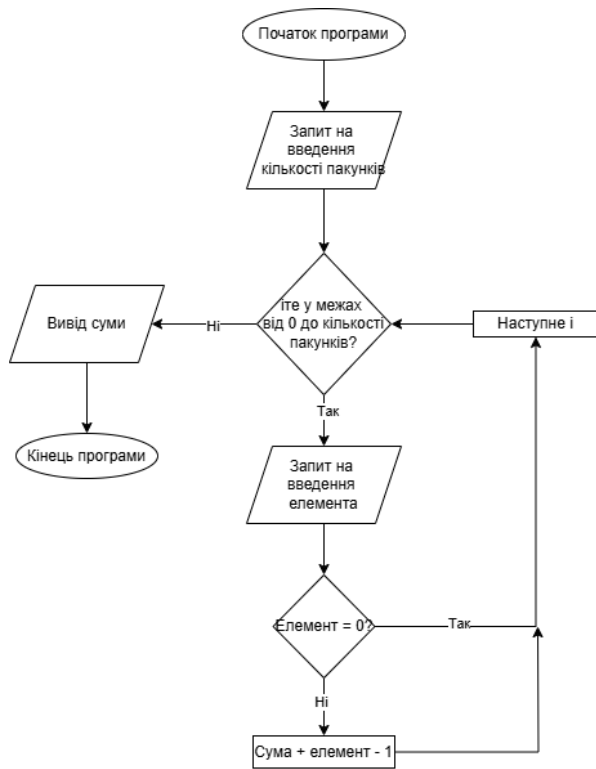 Початок програми
Запит на
введення
кількості пакунків
іте у межах
від 0 до кількості
пакунків?
Ні
Вивід суми
Кінець програми
Наступне і
Так
Запит на
введення
елемента
Елемент = 0?
Так
Ні
Сума + елемент - 1